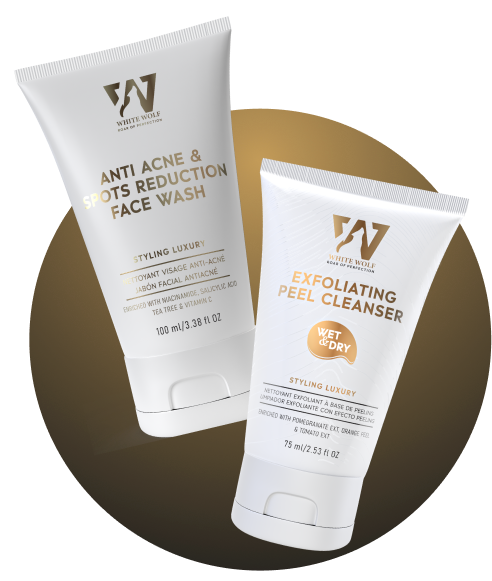 WHITE WOLF
ROAR OF PERFECTION
ANTI ACNE &
SPOTS REDUCTION
FACE WASH
STYLING LUXURY
NETTOYANT VISAGE ANTI-ACNÉ
JABÓN FACIAL ANTIACNÉ
ENRICHED WITH NIACINAMIDE, SALICYLIC ACID
TEA TREE & VITAMIN C
100 ml/3.38 fl OZ
WHITE WOLF
ROAR OF PERFECTION
EXFOLIATING
PEEL CLEANSER
WET
&DRY
STYLING LUXURY
NETTOYANT EXFOLIANT À BASE DE PEELING
LIMPIADOR EXFOLIANTE CON EFECTO PEELING
ENRICHED WITH POMEGRANATE EXT, ORANGE PEEL
& TOMATO EXT
75 ml/2.53 fl OZ